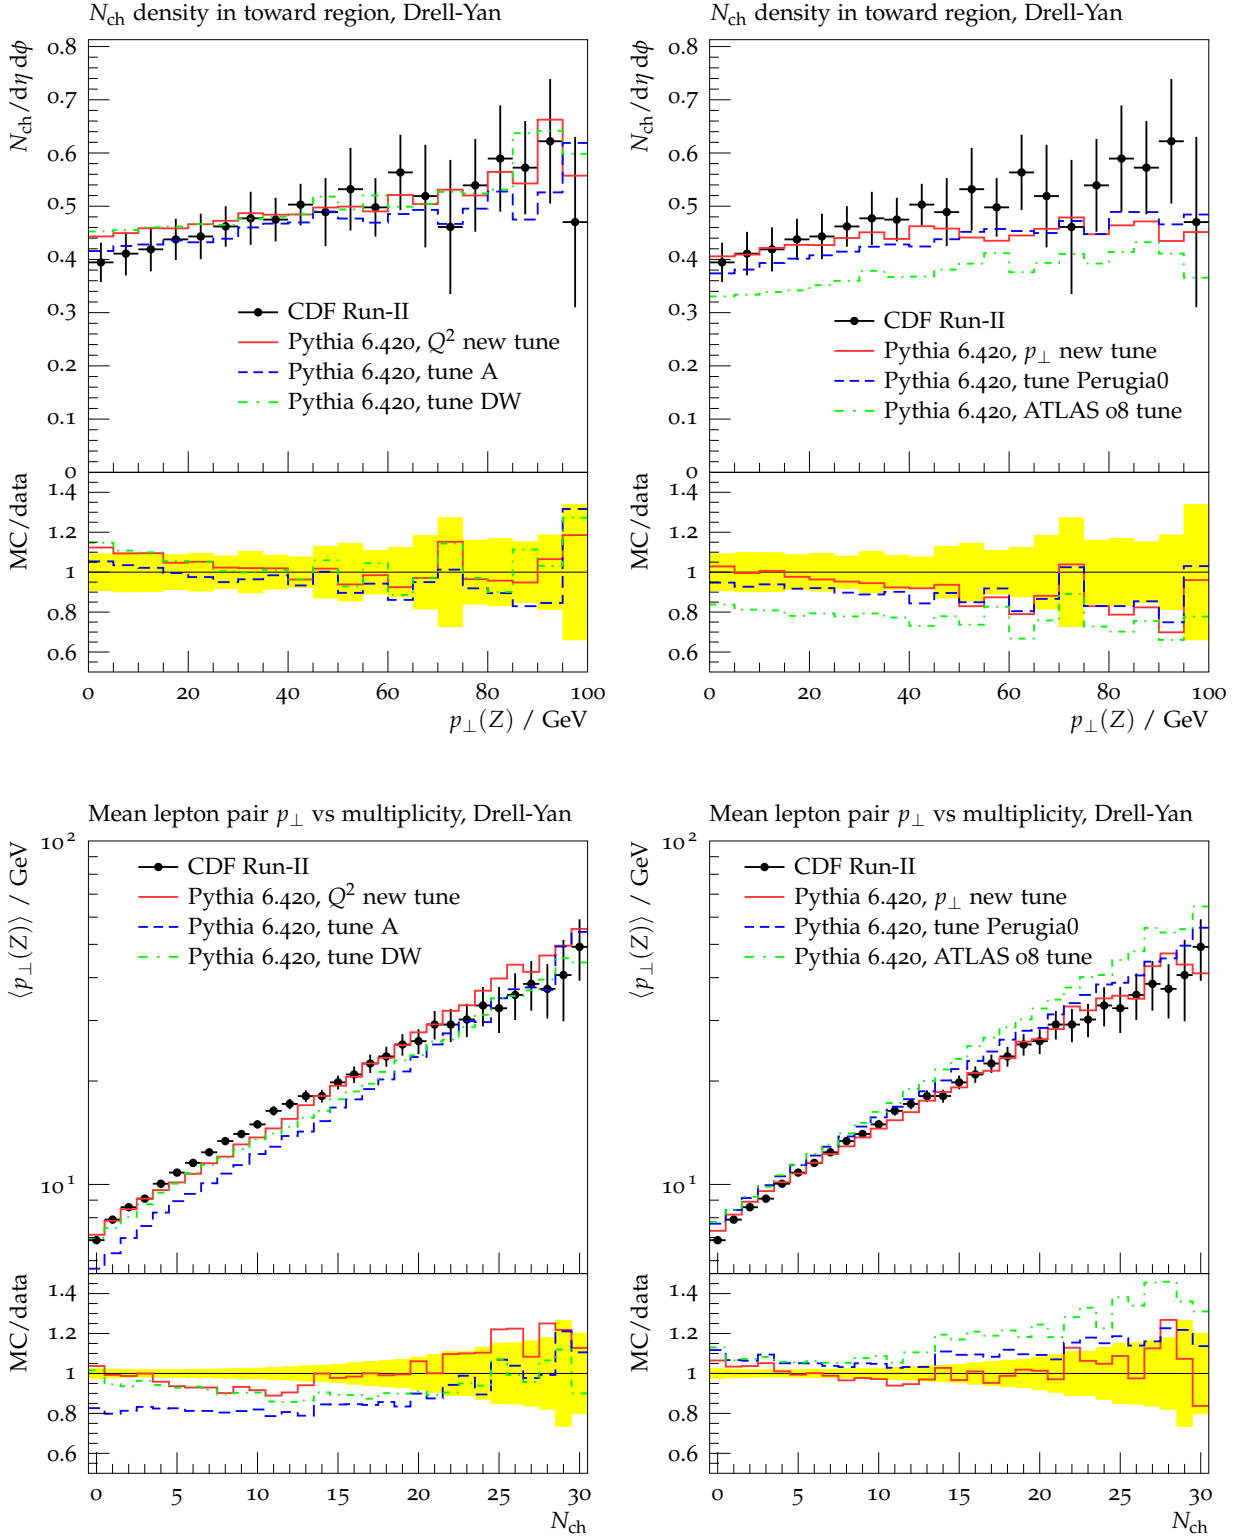 N_ch density in toward region, Drell-Yan
N_ch/dη dϕ
0.8
0.7
0.6
0.5
0.4
0.3
0.2
0.1
0
CDF Run-II
Pythia 6.420, Q² new tune
Pythia 6.420, tune A
Pythia 6.420, tune DW
MC/data
1.4
1.2
1
0.8
0.6
0 20 40 60 80 100
p⊥(Z) / GeV
N_ch density in toward region, Drell-Yan
N_ch/dη dϕ
0.8
0.7
0.6
0.5
0.4
0.3
0.2
0.1
0
CDF Run-II
Pythia 6.420, p⊥ new tune
Pythia 6.420, tune Perugia0
Pythia 6.420, ATLAS 08 tune
MC/data
1.4
1.2
1
0.8
0.6
0 20 40 60 80 100
p⊥(Z) / GeV
Mean lepton pair p⊥ vs multiplicity, Drell-Yan
⟨p⊥(Z)⟩ / GeV
10²
10¹
CDF Run-II
Pythia 6.420, Q² new tune
Pythia 6.420, tune A
Pythia 6.420, tune DW
MC/data
1.4
1.2
1
0.8
0.6
0 5 10 15 20 25 30
N_ch
Mean lepton pair p⊥ vs multiplicity, Drell-Yan
⟨p⊥(Z)⟩ / GeV
10²
10¹
CDF Run-II
Pythia 6.420, p⊥ new tune
Pythia 6.420, tune Perugia0
Pythia 6.420, ATLAS 08 tune
MC/data
1.4
1.2
1
0.8
0.6
0 5 10 15 20 25 30
N_ch